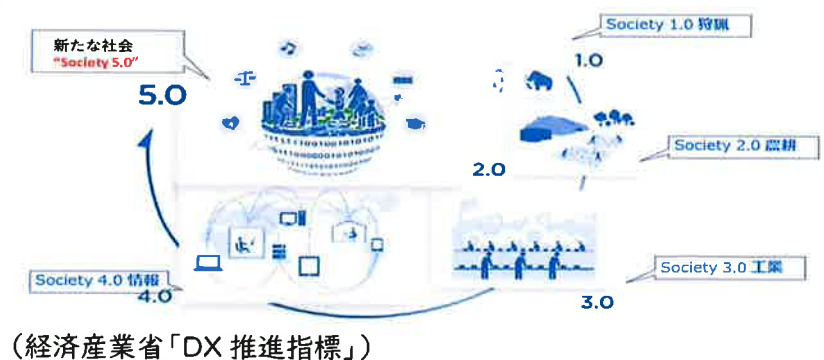 新たな社会
"Society 5.0"
5.0
Society 1.0 狩猟
1.0
Society 2.0 農耕
2.0
Society 3.0 工業
3.0
Society 4.0 情報
4.0
(経済産業省「DX 推進指標」)